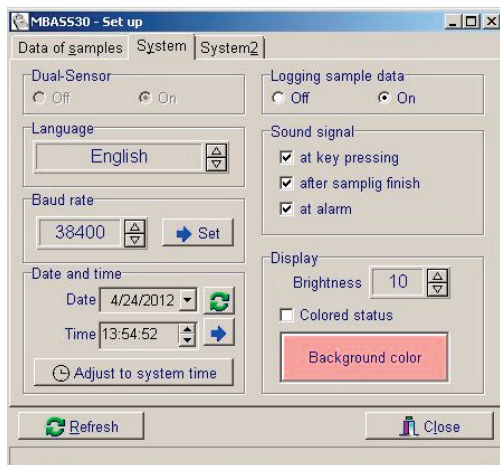 MBASS30 - Set up
Data of samples System System2
Dual-Sensor
Off On
Language
English
Baud rate
38400 Set
Date and time
Date 4/24/2012
Time 13:54:52
Adjust to system time
Logging sample data
Off On
Sound signal
at key pressing
after samplig finish
at alarm
Display
Brightness 10
Colored status
Background color
Refresh Close